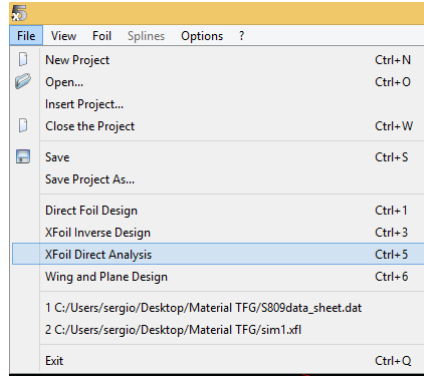 File View Foil Splines Options ?
New Project Ctrl+N
Open... Ctrl+O
Insert Project...
Close the Project Ctrl+W
Save Ctrl+S
Save Project As...
Direct Foil Design Ctrl+1
XFoil Inverse Design Ctrl+3
XFoil Direct Analysis Ctrl+5
Wing and Plane Design Ctrl+6
1 C:/Users/sergio/Desktop/Material TFG/S809data_sheet.dat
2 C:/Users/sergio/Desktop/Material TFG/sim1.xfl
Exit Ctrl+Q